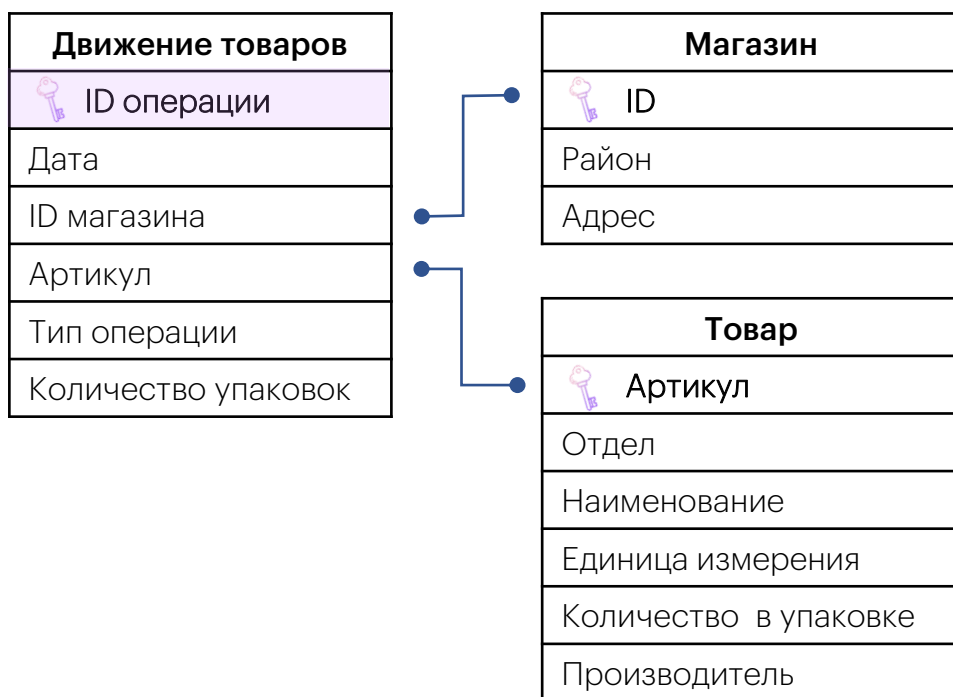 Движение товаров
ID операции
Дата
ID магазина
Артикул
Тип операции
Количество упаковок
Магазин
ID
Район
Адрес
Товар
Артикул
Отдел
Наименование
Единица измерения
Количество в упаковке
Производитель